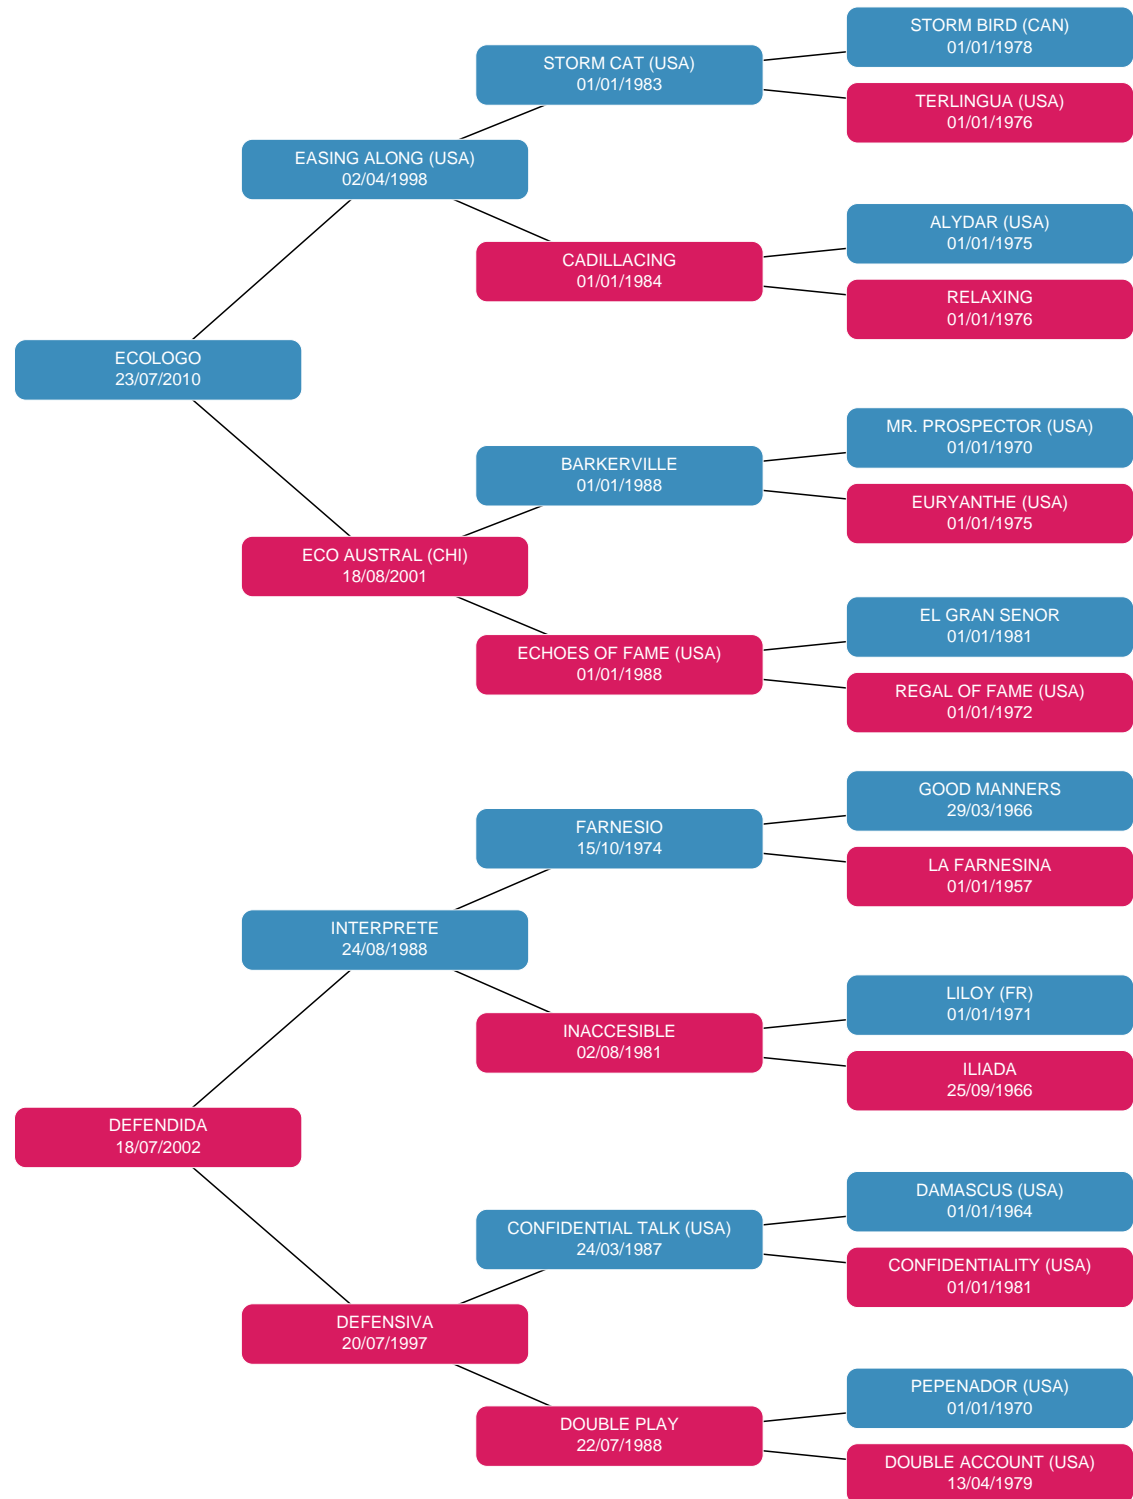 STORM BIRD (CAN)
01/01/1978
STORM CAT (USA)
01/01/1983
TERLINGUA (USA)
01/01/1976
EASING ALONG (USA)
02/04/1998
ALYDAR (USA)
01/01/1975
CADILLACING
01/01/1984
RELAXING
01/01/1976
ECOLOGO
23/07/2010
MR. PROSPECTOR (USA)
01/01/1970
BARKERVILLE
01/01/1988
EURYANTHE (USA)
01/01/1975
ECO AUSTRAL (CHI)
18/08/2001
EL GRAN SENOR
01/01/1981
ECHOES OF FAME (USA)
01/01/1988
REGAL OF FAME (USA)
01/01/1972
GOOD MANNERS
29/03/1966
FARNESIO
15/10/1974
LA FARNESINA
01/01/1957
INTERPRETE
24/08/1988
LILOY (FR)
01/01/1971
INACCESIBLE
02/08/1981
ILIADA
25/09/1966
DEFENDIDA
18/07/2002
DAMASCUS (USA)
01/01/1964
CONFIDENTIAL TALK (USA)
24/03/1987
CONFIDENTIALITY (USA)
01/01/1981
DEFENSIVA
20/07/1997
PEPENADOR (USA)
01/01/1970
DOUBLE PLAY
22/07/1988
DOUBLE ACCOUNT (USA)
13/04/1979